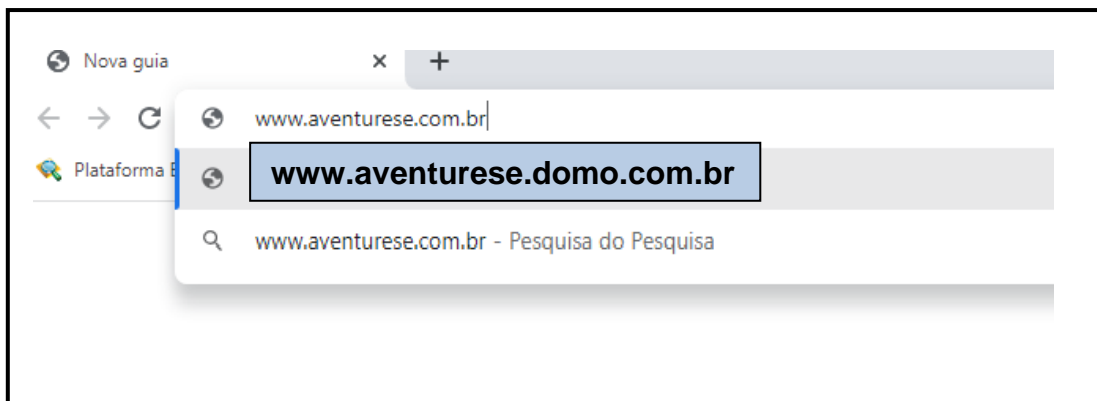 Nova guia
www.aventurese.com.br
Plataforma
www.aventurese.domo.com.br
www.aventurese.com.br - Pesquisa do Pesquisa